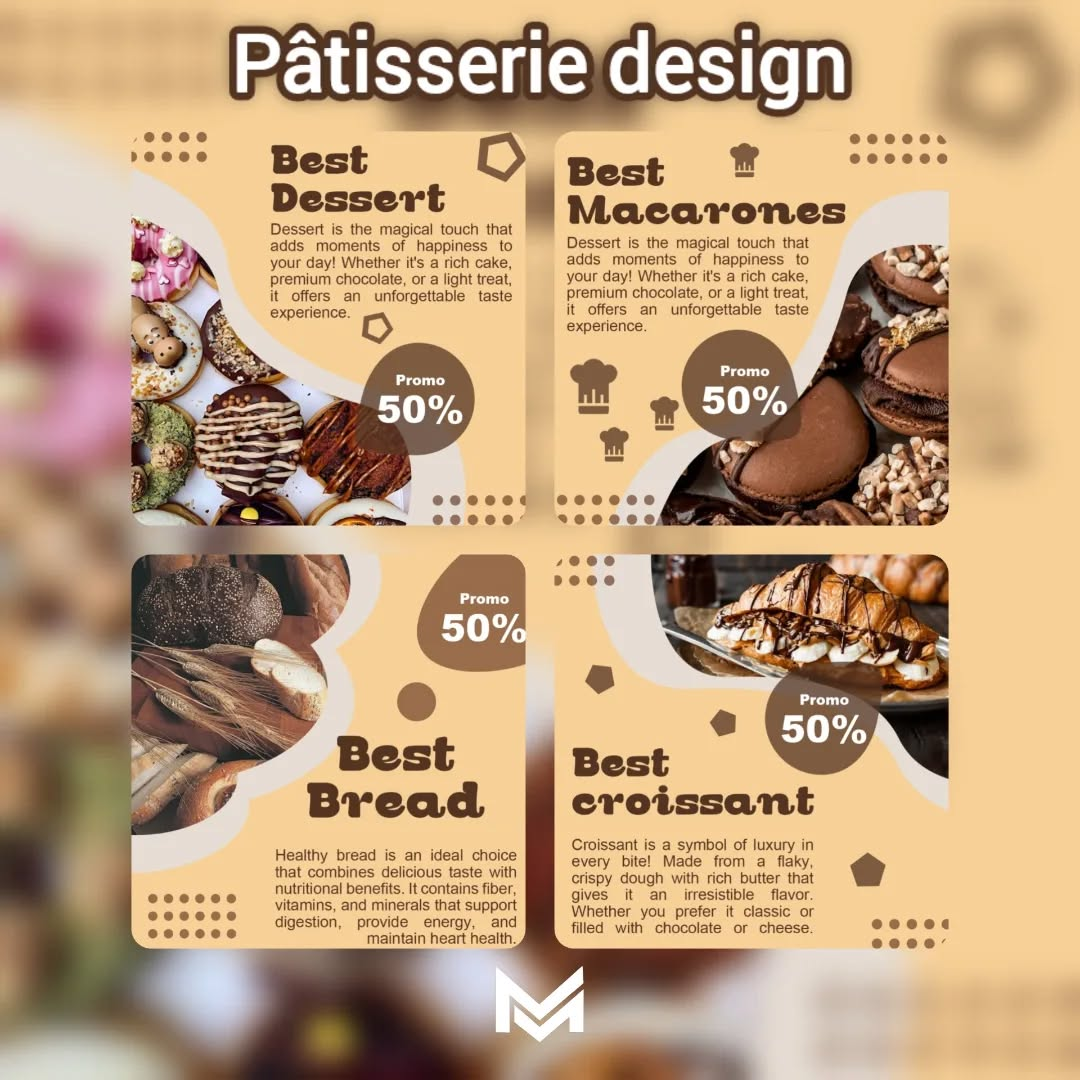 Pâtisserie design
Best
Dessert
Dessert is the magical touch that
adds moments of happiness to
your day! Whether it's a rich cake,
premium chocolate, or a light treat,
it offers an unforgettable taste
experience.
Promo
50%
Best
Macarones
Dessert is the magical touch that
adds moments of happiness to
your day! Whether it's a rich cake,
premium chocolate, or a light treat,
it offers an unforgettable taste
experience.
Promo
50%
Promo
50%
Best
Bread
Healthy bread is an ideal choice
that combines delicious taste with
nutritional benefits. It contains fiber,
vitamins, and minerals that support
digestion, provide energy, and
maintain heart health.
Promo
50%
Best
croissant
Croissant is a symbol of luxury in
every bite! Made from a flaky,
crispy dough with rich butter that
gives it an irresistible flavor.
Whether you prefer it classic or
filled with chocolate or cheese.